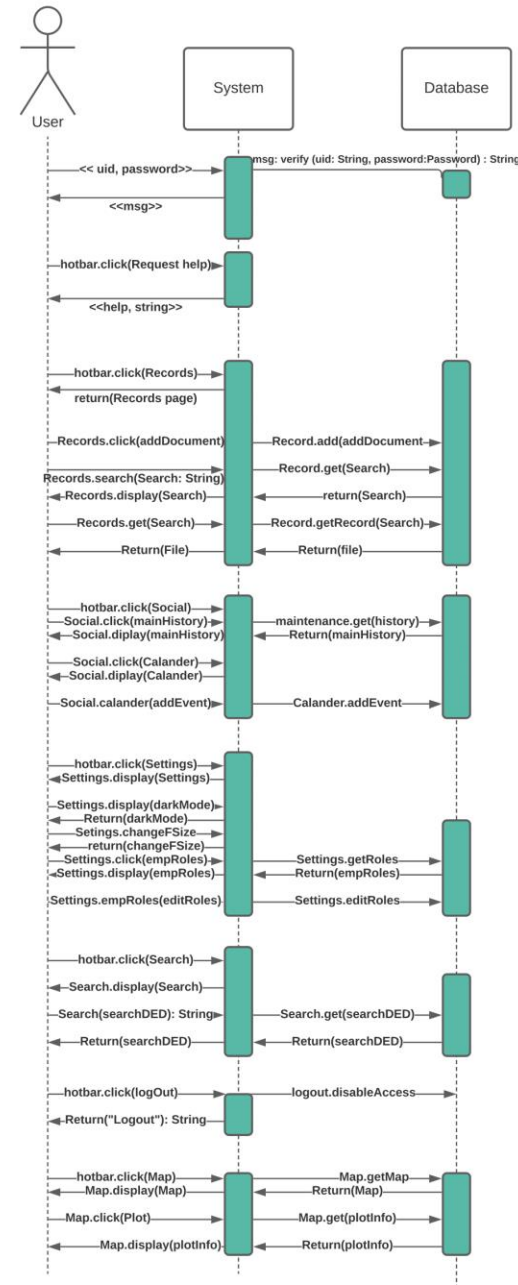 System
Database
User
<< uid, password>>
msg: verify (uid: String, password:Password) : String
<<msg>>
hotbar.click(Request help)
<<help, string>>
hotbar.click(Records)
return(Records page)
Records.click(addDocument)
Record.add(addDocument
Records.search(Search: String)
Record.get(Search)
Records.display(Search)
return(Search)
Records.get(Search)
Record.getRecord(Search)
Return(File)
Return(file)
hotbar.click(Social)
Social.click(mainHistory)
maintenance.get(history)
Social.diplay(mainHistory)
Return(mainHistory)
Social.click(Calander)
Social.diplay(Calander)
Social.calander(addEvent)
Calander.addEvent
hotbar.click(Settings)
Settings.display(Settings)
Settings.display(darkMode)
Return(darkMode)
Setings.changeFSize
return(changeFSize)
Settings.click(empRoles)
Settings.getRoles
Settings.display(empRoles)
Return(empRoles)
Settings.empRoles(editRoles)
Settings.editRoles
hotbar.click(Search)
Search.display(Search)
Search(searchDED): String
Search.get(searchDED)
Return(searchDED)
Return(searchDED)
hotbar.click(logOut)
logout.disableAccess
Return("Logout"): String
hotbar.click(Map)
Map.getMap
Map.display(Map)
Return(Map)
Map.click(Plot)
Map.get(plotInfo)
Map.display(plotInfo)
Return(plotInfo)